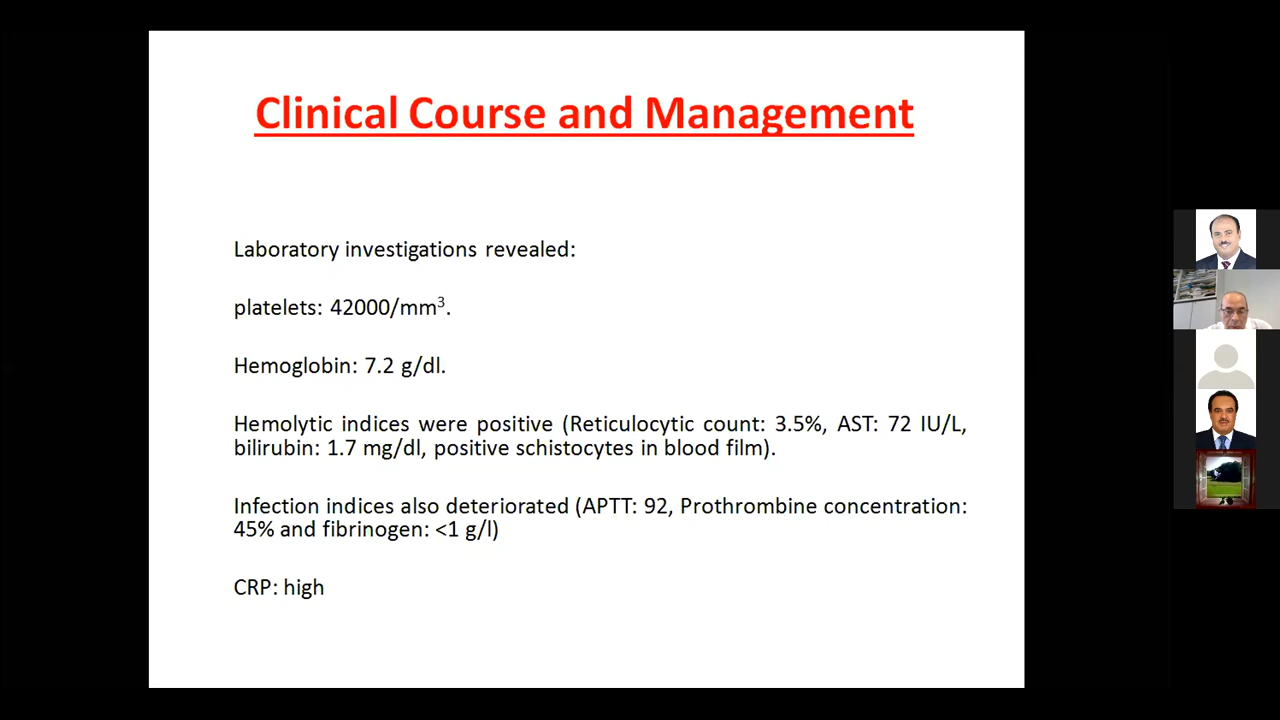 Clinical Course and Management
Laboratory investigations revealed:
platelets: 42000/mm³.
Hemoglobin: 7.2 g/dl.
Hemolytic indices were positive (Reticulocytic count: 3.5%, AST: 72 IU/L,
bilirubin: 1.7 mg/dl, positive schistocytes in blood film).
Infection indices also deteriorated (APTT: 92, Prothrombine concentration:
45% and fibrinogen: <1 g/l)
CRP: high